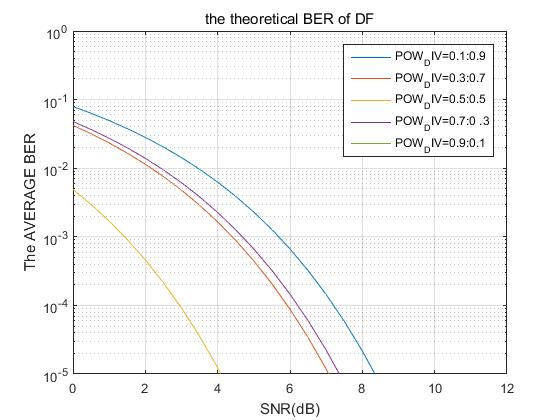 the theoretical BER of DF
10^0
10^-1
10^-2
10^-3
10^-4
10^-5
The AVERAGE BER
POW_DIV=0.1:0.9
POW_DIV=0.3:0.7
POW_DIV=0.5:0.5
POW_DIV=0.7:0 .3
POW_DIV=0.9:0.1
0 2 4 6 8 10 12
SNR(dB)